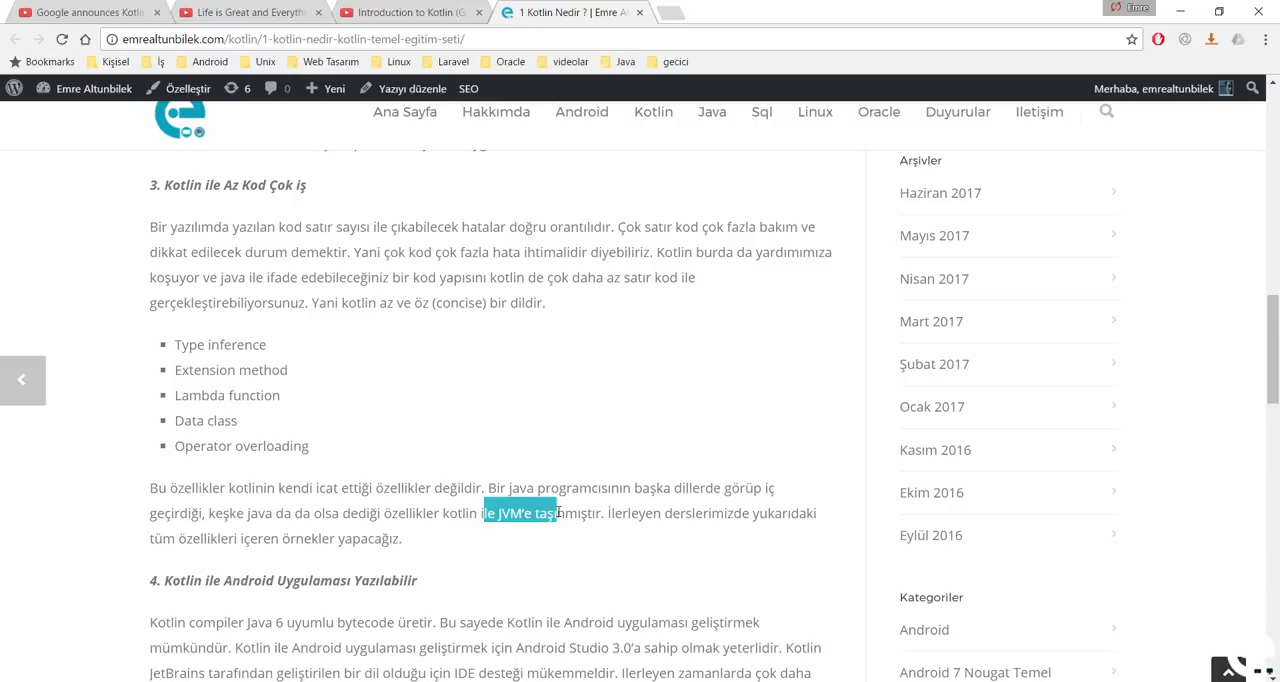 Google announces Kotlin
Life is Great and Everythi
Introduction to Kotlin (G
1 Kotlin Nedir ? | Emre Al
Emre
emrealtunbilek.com/kotlin/1-kotlin-nedir-kotlin-temel-egitim-seti/
Bookmarks Kişisel İş Android Unix Web Tasarım Linux Laravel Oracle videolar Java gecici
Emre Altunbilek Özelleştir 6 0 Yeni Yazıyı düzenle SEO Merhaba, emrealtunbilek
Ana Sayfa Hakkımda Android Kotlin Java Sql Linux Oracle Duyurular Iletişim
3. Kotlin ile Az Kod Çok iş
Bir yazılımda yazılan kod satır sayısı ile çıkabilecek hatalar doğru orantılıdır. Çok satır kod çok fazla bakım ve
dikkat edilecek durum demektir. Yani çok kod çok fazla hata ihtimalidir diyebiliriz. Kotlin burda da yardımımıza
koşuyor ve java ile ifade edebileceğiniz bir kod yapısını kotlin de çok daha az satır kod ile
gerçekleştirebiliyorsunuz. Yani kotlin az ve öz (concise) bir dildir.
Type inference
Extension method
Lambda function
Data class
Operator overloading
Bu özellikler kotlinin kendi icat ettiği özellikler değildir. Bir java programcısının başka dillerde görüp iç
geçirdiği, keşke java da da olsa dediği özellikler kotlin ile JVM'e taşınmıştır. İlerleyen derslerimizde yukarıdaki
tüm özellikleri içeren örnekler yapacağız.
4. Kotlin ile Android Uygulaması Yazılabilir
Kotlin compiler Java 6 uyumlu bytecode üretir. Bu sayede Kotlin ile Android uygulaması geliştirmek
mümkündür. Kotlin ile Android uygulaması geliştirmek için Android Studio 3.0'a sahip olmak yeterlidir. Kotlin
JetBrains tarafından geliştirilen bir dil olduğu için IDE desteği mükemmeldir. Ilerleyen zamanlarda çok daha
Arşivler
Haziran 2017
Mayıs 2017
Nisan 2017
Mart 2017
Şubat 2017
Ocak 2017
Kasım 2016
Ekim 2016
Eylül 2016
Kategoriler
Android
Android 7 Nougat Temel